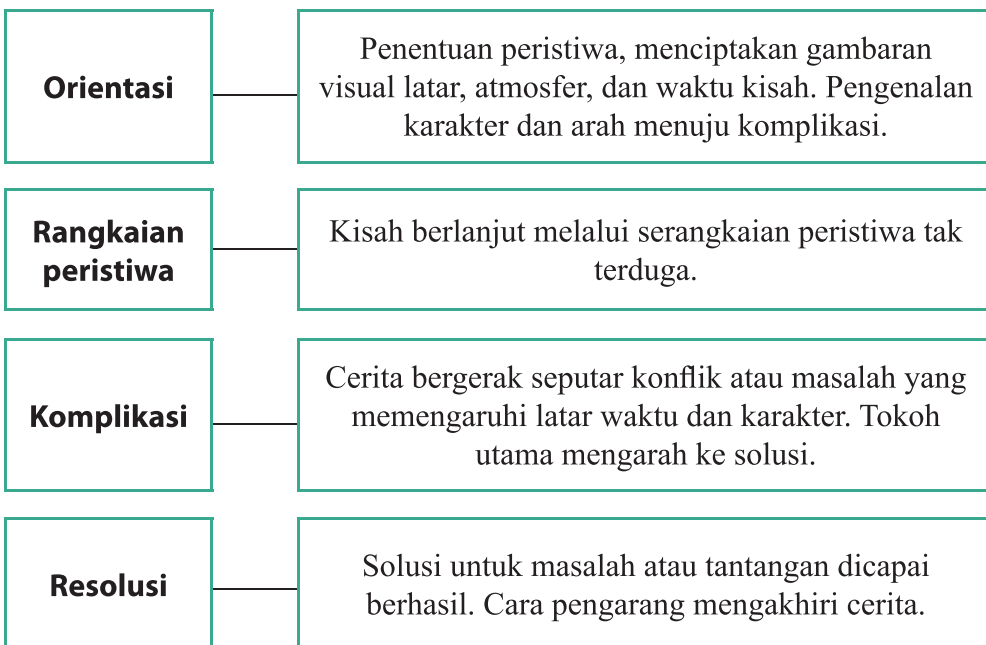 Orientasi
Penentuan peristiwa, menciptakan gambaran
visual latar, atmosfer, dan waktu kisah. Pengenalan
karakter dan arah menuju komplikasi.
Rangkaian
peristiwa
Kisah berlanjut melalui serangkaian peristiwa tak
terduga.
Komplikasi
Cerita bergerak seputar konflik atau masalah yang
memengaruhi latar waktu dan karakter. Tokoh
utama mengarah ke solusi.
Resolusi
Solusi untuk masalah atau tantangan dicapai
berhasil. Cara pengarang mengakhiri cerita.